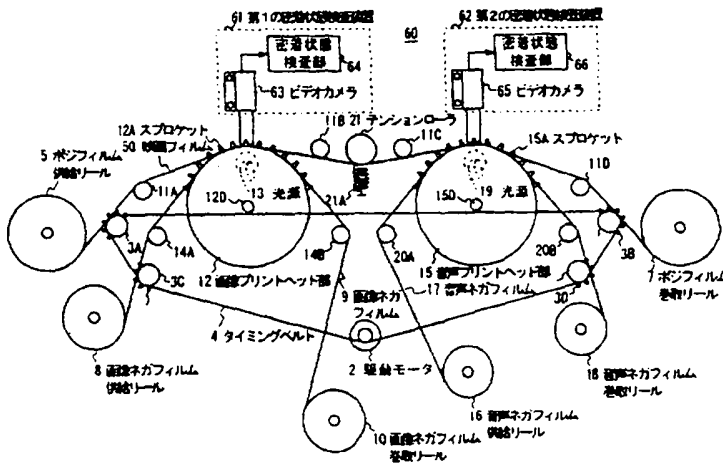 61 第1の密着状態検査装置
62 第2の密着状態検査装置
60
密着状態
検査部
64
密着状態
検査部
66
63 ビデオカメラ
65 ビデオカメラ
11B
21 テンションローラ
11C
12A スプロケット
50 映画フィルム
15A スプロケット
5 ポジフィルム
供給リール
11A
11D
13 光源
21A
19 光源
12D
15D
3A
14A
14B
20A
20B
3B
3C
12 画像プリントヘッド部
15 音声プリントヘッド部
3D
7 ポジフィルム
巻取リール
9 画像ネガ
フィルム
17 音声ネガフィルム
4 タイミングベルト
2 駆動モータ
8 画像ネガフィルム
供給リール
18 音声ネガフィルム
巻取リール
16 音声ネガフィルム
供給リール
10 画像ネガフィルム
巻取リール